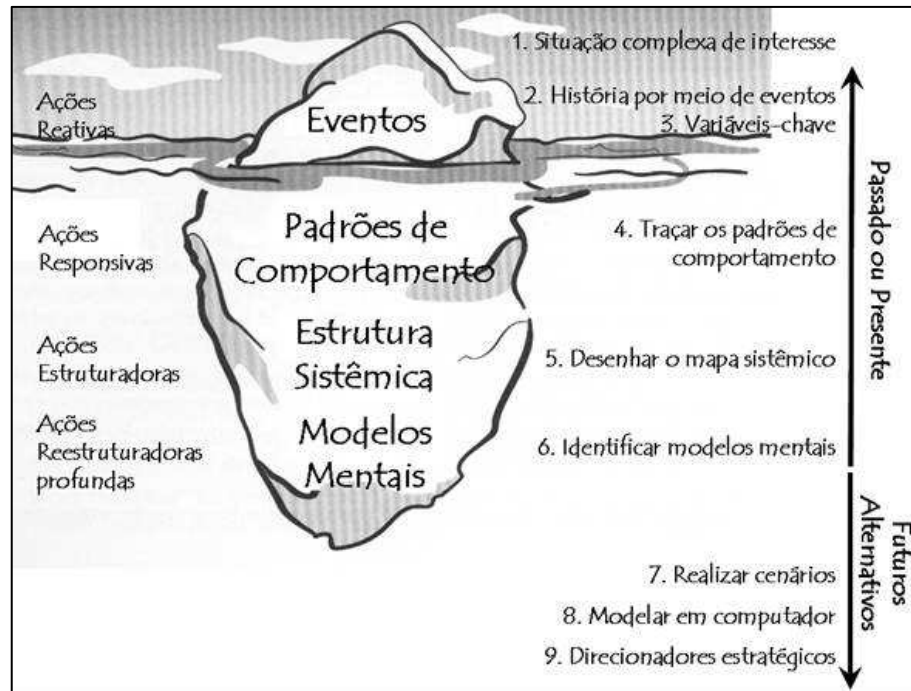 1. Situação complexa de interesse
Ações
Reativas
Eventos
2. História por meio de eventos
3. Variáveis-chave
Passado ou Presente
Ações
Responsivas
Padrões de
Comportamento
4. Traçar os padrões de
comportamento
Ações
Estruturadoras
Estrutura
Sistêmica
5. Desenhar o mapa sistêmico
Ações
Reestruturadoras
profundas
Modelos
Mentais
6. Identificar modelos mentais
Futuros
Alternativos
7. Realizar cenários
8. Modelar em computador
9. Direcionadores estratégicos